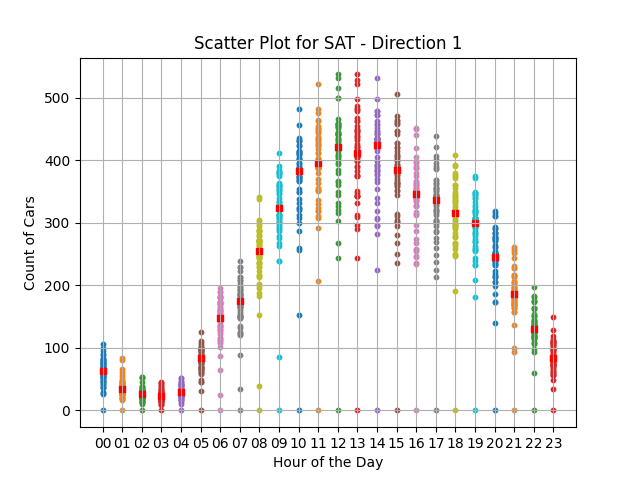 Scatter Plot for SAT - Direction 1
Count of Cars
500
400
300
200
100
0
00 01 02 03 04 05 06 07 08 09 10 11 12 13 14 15 16 17 18 19 20 21 22 23
Hour of the Day